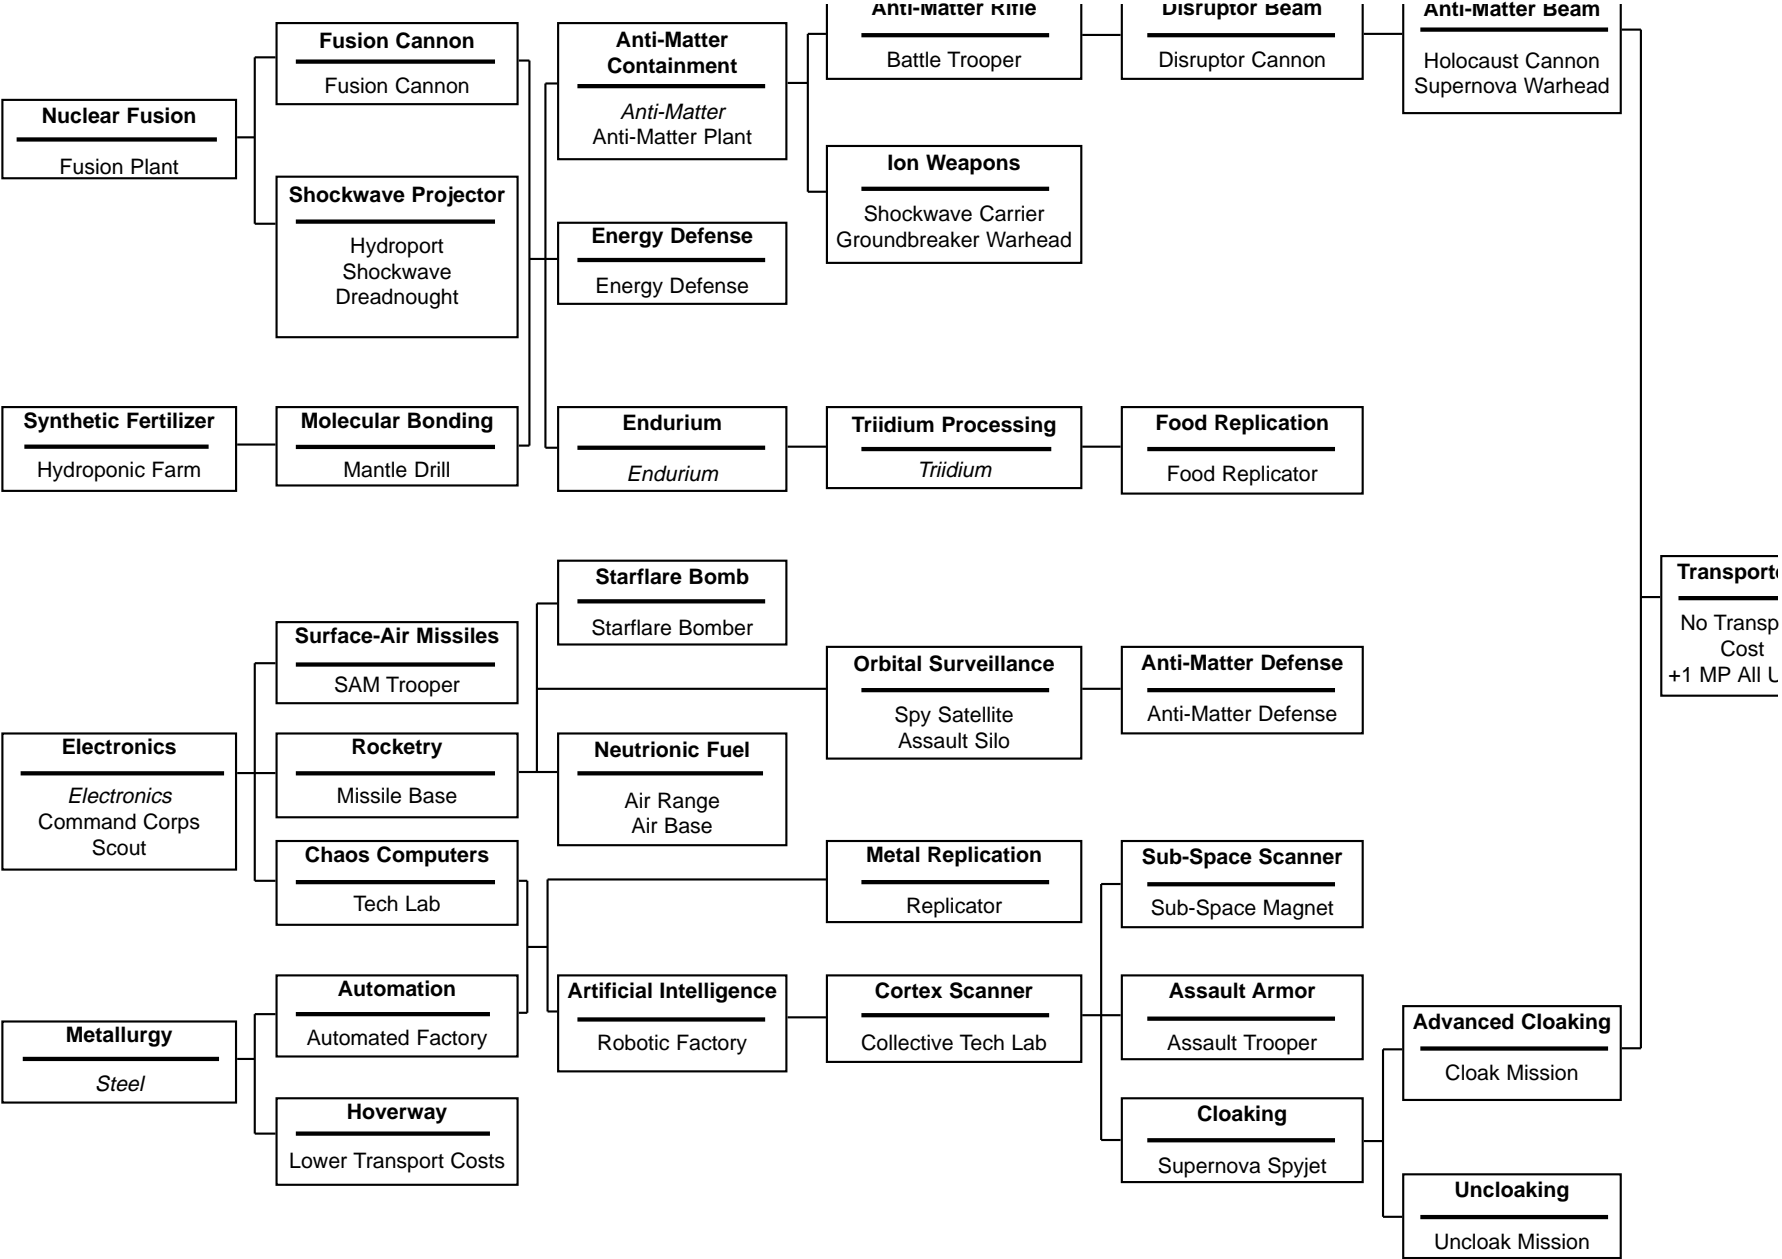 Anti-Matter Rifle
Battle Trooper
Disruptor Beam
Disruptor Cannon
Anti-Matter Beam
Holocaust Cannon
Supernova Warhead
Fusion Cannon
Fusion Cannon
Anti-Matter
Containment
Anti-Matter
Anti-Matter Plant
Nuclear Fusion
Fusion Plant
Ion Weapons
Shockwave Carrier
Groundbreaker Warhead
Shockwave Projector
Hydroport
Shockwave
Dreadnought
Energy Defense
Energy Defense
Synthetic Fertilizer
Hydroponic Farm
Molecular Bonding
Mantle Drill
Endurium
Endurium
Triidium Processing
Triidium
Food Replication
Food Replicator
Starflare Bomb
Starflare Bomber
Transporte
No Transp
Cost
+1 MP All U
Surface-Air Missiles
SAM Trooper
Orbital Surveillance
Spy Satellite
Assault Silo
Anti-Matter Defense
Anti-Matter Defense
Electronics
Electronics
Command Corps
Scout
Rocketry
Missile Base
Neutrionic Fuel
Air Range
Air Base
Chaos Computers
Tech Lab
Metal Replication
Replicator
Sub-Space Scanner
Sub-Space Magnet
Automation
Automated Factory
Artificial Intelligence
Robotic Factory
Cortex Scanner
Collective Tech Lab
Assault Armor
Assault Trooper
Advanced Cloaking
Cloak Mission
Metallurgy
Steel
Hoverway
Lower Transport Costs
Cloaking
Supernova Spyjet
Uncloaking
Uncloak Mission